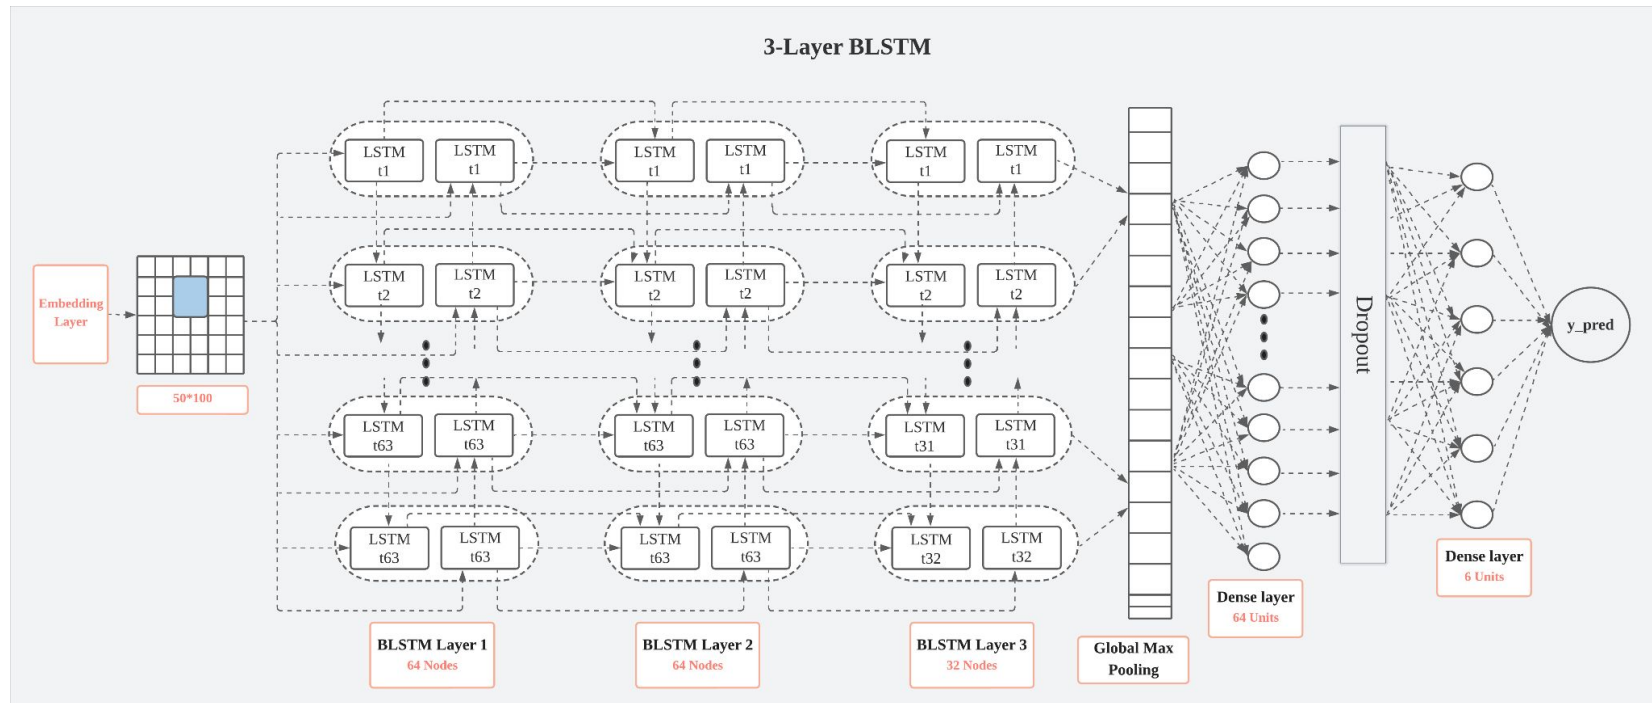 3-Layer BLSTM
Embedding
Layer
50*100
LSTM
t1
LSTM
t1
LSTM
t1
LSTM
t1
LSTM
t1
LSTM
t1
LSTM
t2
LSTM
t2
LSTM
t2
LSTM
t2
LSTM
t2
LSTM
t2
LSTM
t63
LSTM
t63
LSTM
t63
LSTM
t63
LSTM
t31
LSTM
t31
LSTM
t63
LSTM
t63
LSTM
t63
LSTM
t63
LSTM
t32
LSTM
t32
BLSTM Layer 1
64 Nodes
BLSTM Layer 2
64 Nodes
BLSTM Layer 3
32 Nodes
Global Max
Pooling
Dense layer
64 Units
Dropout
Dense layer
6 Units
y_pred